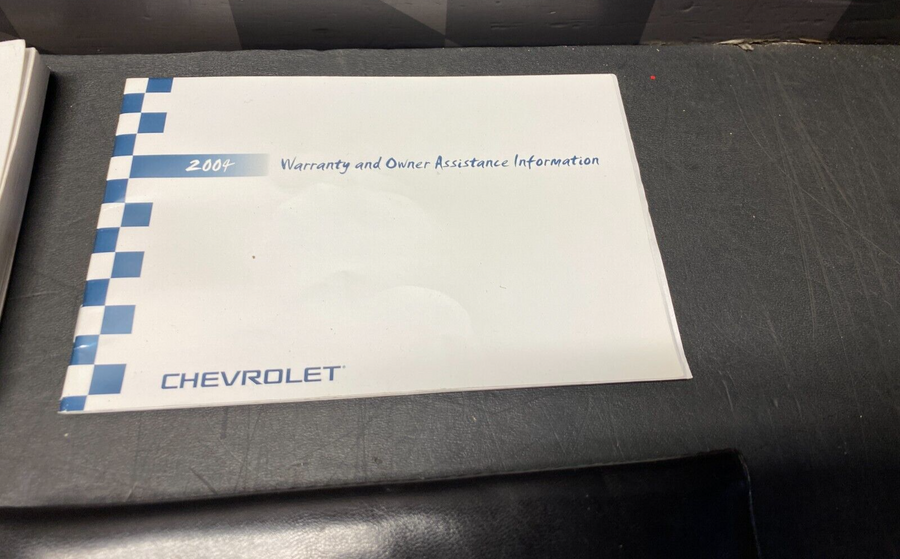 2004 Warranty and Owner Assistance Information
CHEVROLET